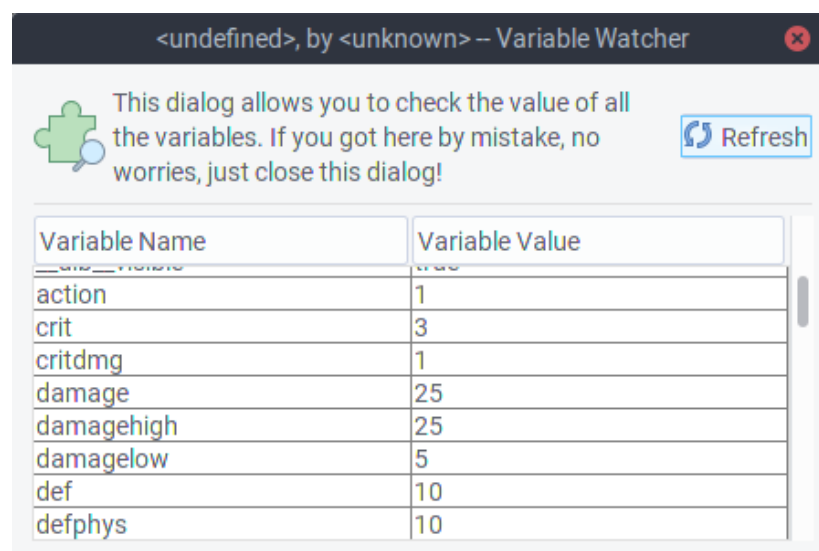 <undefined>, by <unknown> -- Variable Watcher
This dialog allows you to check the value of all
the variables. If you got here by mistake, no
worries, just close this dialog!
Refresh
Variable Name Variable Value
action 1
crit 3
critdmg 1
damage 25
damagehigh 25
damagelow 5
def 10
defphys 10